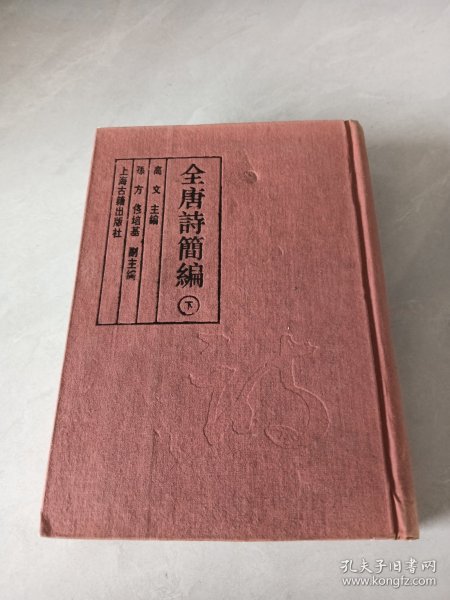 全唐詩簡編
下
高文 主編
孫方 佟培基 副主編
上海古籍出版社
孔夫子旧书网
www.kongfz.com